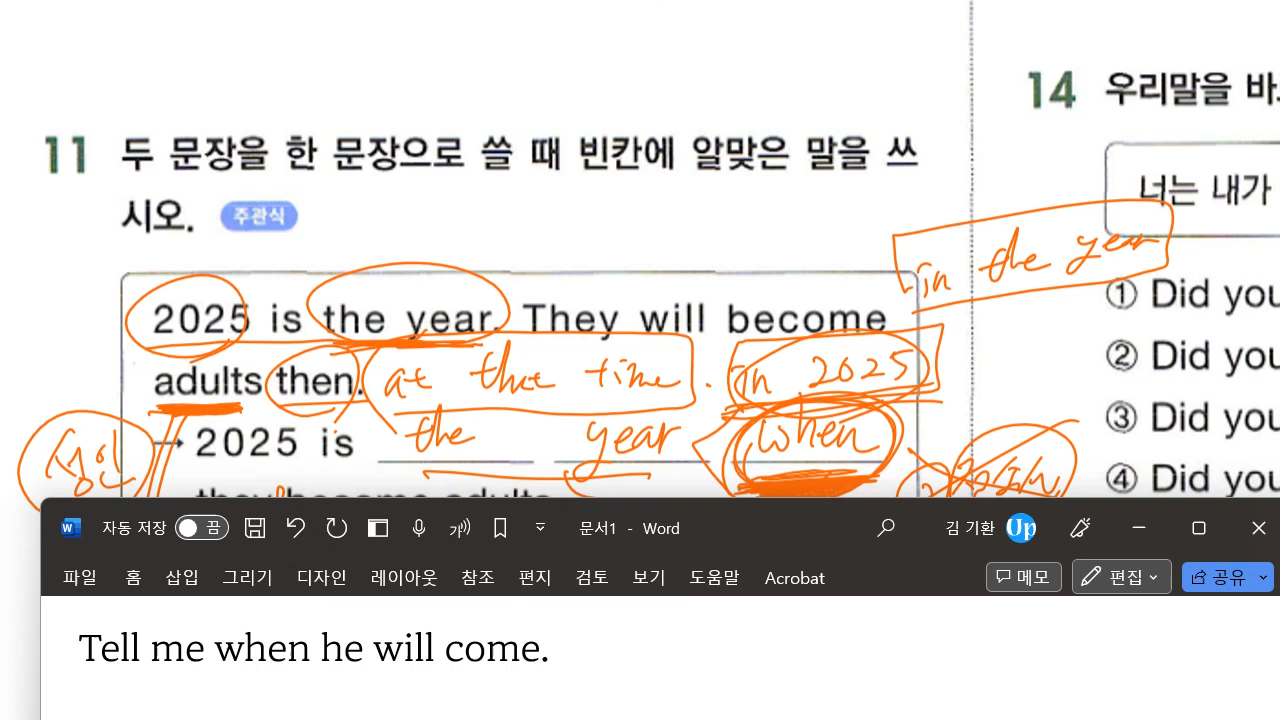 11 두 문장을 한 문장으로 쓸 때 빈칸에 알맞은 말을 쓰
시오. 주관식
in the year
2025 is the year. They will become
adults then. at that time. in 2025
→ 2025 is the year when
성인
they become adults
14 우리말을 바
너는 내가
① Did you
② Did you
③ Did you
④ Did you
자동 저장 끔 문서1 - Word 김 기환 Up
파일 홈 삽입 그리기 디자인 레이아웃 참조 편지 검토 보기 도움말 Acrobat 메모 편집 공유
Tell me when he will come.